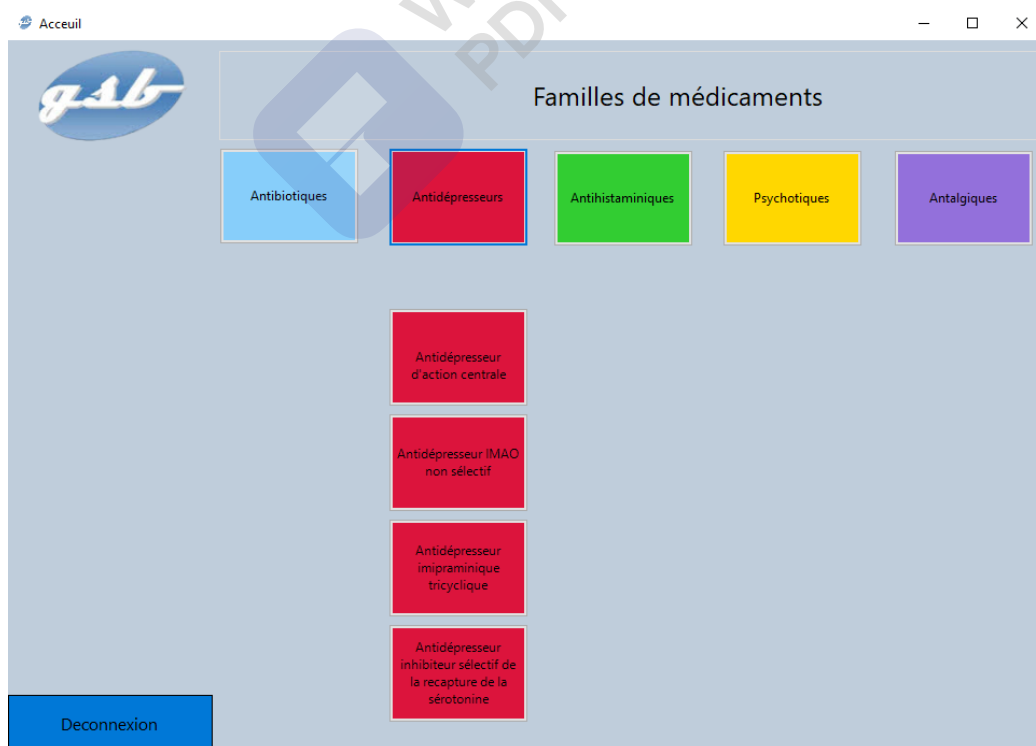 Acceuil
gsb
Familles de médicaments
Antibiotiques
Antidépresseurs
Antihistaminiques
Psychotiques
Antalgiques
Antidépresseur
d'action centrale
Antidépresseur IMAO
non sélectif
Antidépresseur
imipraminique
tricyclique
Antidépresseur
inhibiteur sélectif de
la recapture de la
sérotonine
Deconnexion